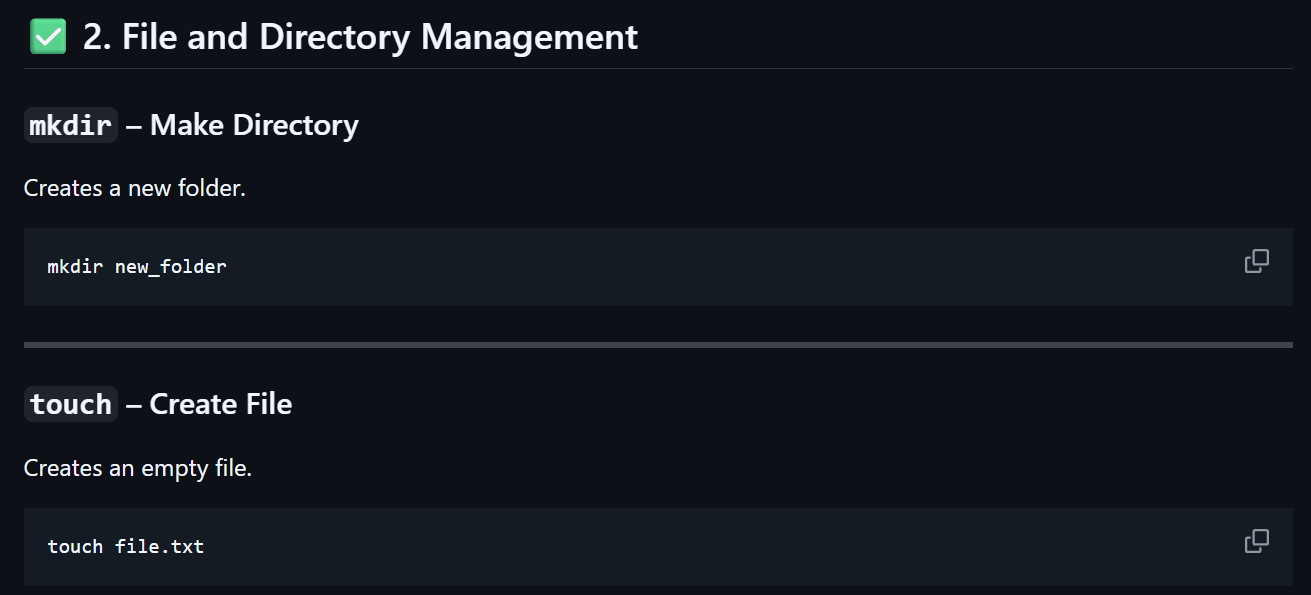 ✅ 2. File and Directory Management
mkdir – Make Directory
Creates a new folder.
mkdir new_folder
touch – Create File
Creates an empty file.
touch file.txt